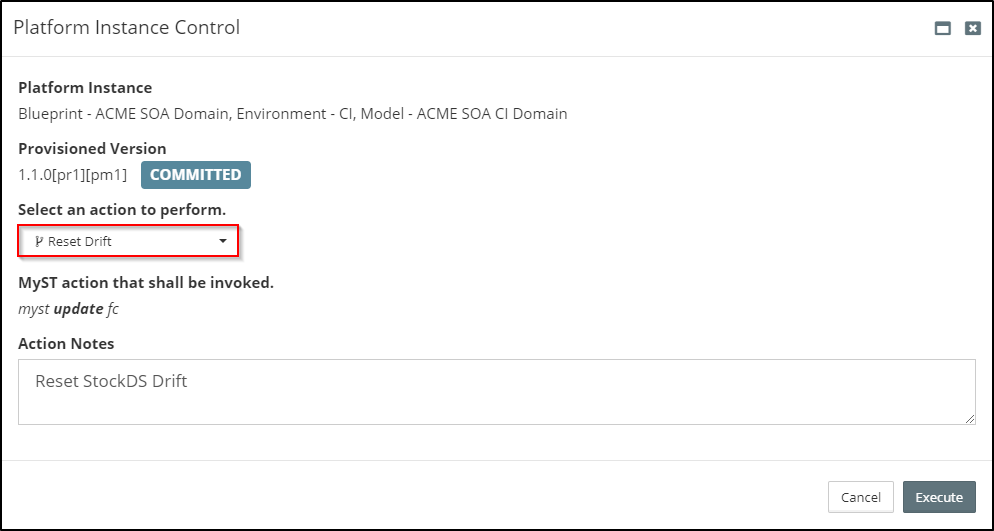 Platform Instance Control
Platform Instance
Blueprint - ACME SOA Domain, Environment - CI, Model - ACME SOA CI Domain
Provisioned Version
1.1.0[pr1][pm1] COMMITTED
Select an action to perform.
Reset Drift
MyST action that shall be invoked.
myst update fc
Action Notes
Reset StockDS Drift
Cancel Execute